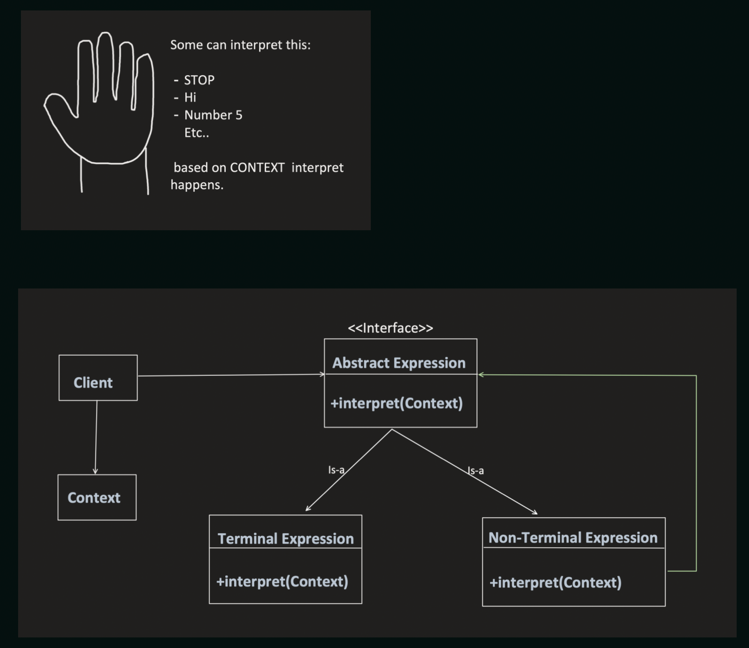 Some can interpret this:
- STOP
- Hi
- Number 5
Etc..
based on CONTEXT interpret
happens.
<<Interface>>
Abstract Expression
+interpret(Context)
Client
Context
Is-a
Is-a
Terminal Expression
+interpret(Context)
Non-Terminal Expression
+interpret(Context)